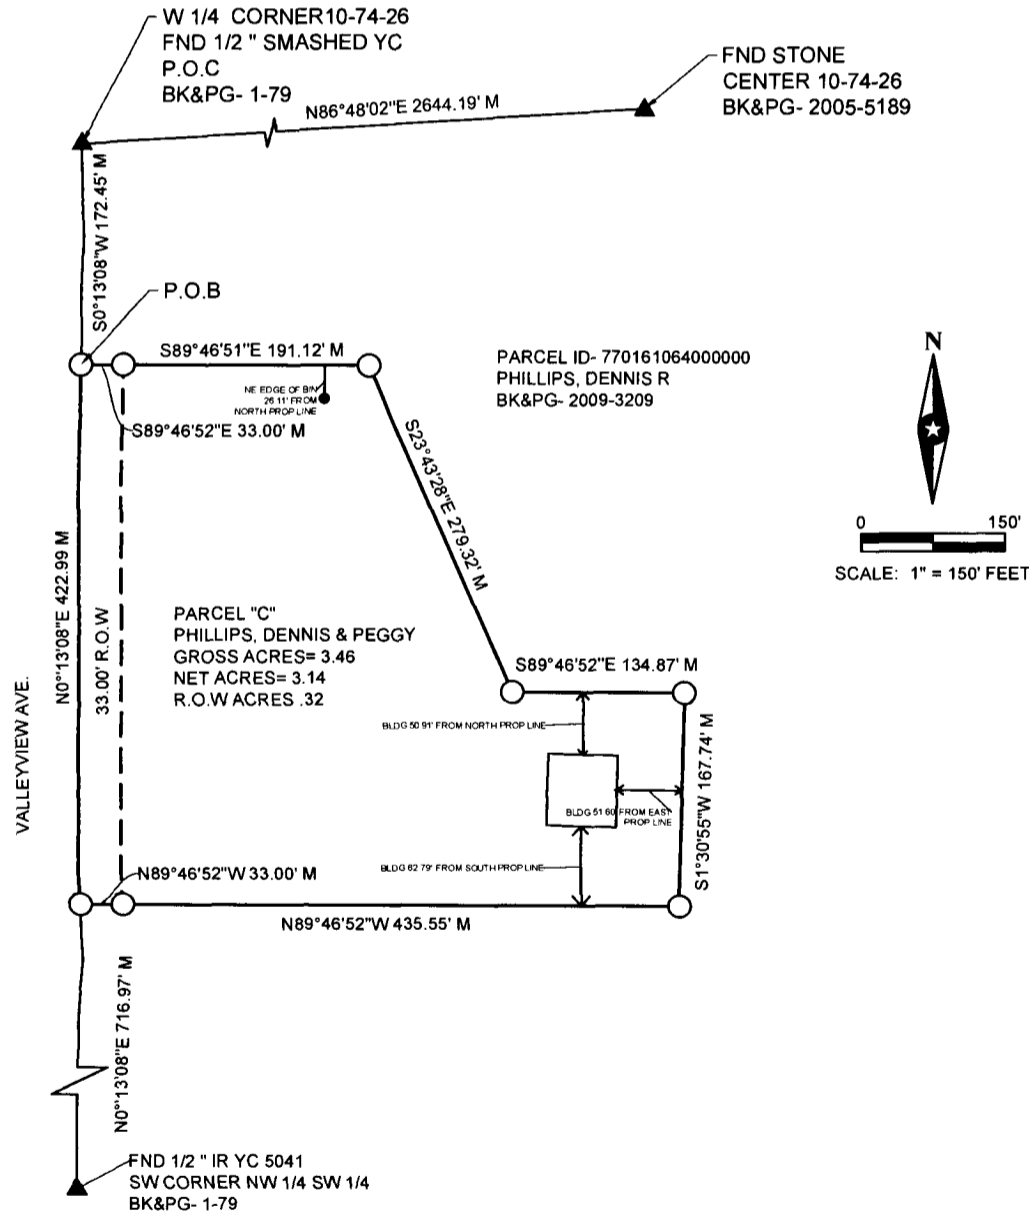 W 1/4 CORNER10-74-26
FND 1/2 " SMASHED YC
P.O.C
BK&PG- 1-79
FND STONE
CENTER 10-74-26
BK&PG- 2005-5189
N86°48'02"E 2644.19' M
S0°13'08"W 172.45' M
P.O.B
S89°46'51"E 191.12' M
NE EDGE OF BIN
26 11' FROM
NORTH PROP LINE
S89°46'52"E 33.00' M
PARCEL ID- 770161064000000
PHILLIPS, DENNIS R
BK&PG- 2009-3209
N
0 150'
SCALE: 1" = 150' FEET
S23°43'28"E 279.32' M
N0°'13'08"E 422.99 M
33.00' R.O.W
VALLEYVIEW AVE.
PARCEL "C"
PHILLIPS, DENNIS & PEGGY
GROSS ACRES= 3.46
NET ACRES= 3.14
R.O.W ACRES .32
S89°46'52"E 134.87' M
BLDG 50 91' FROM NORTH PROP LINE
BLDG 51 60' FROM EAST
PROP LINE
S1°30'55"W 167.74' M
BLDG 62 79' FROM SOUTH PROP LINE
N89°46'52"W 33.00' M
N89°46'52"W 435.55' M
N0°'13'08"E 716.97' M
FND 1/2 " IR YC 5041
SW CORNER NW 1/4 SW 1/4
BK&PG- 1-79